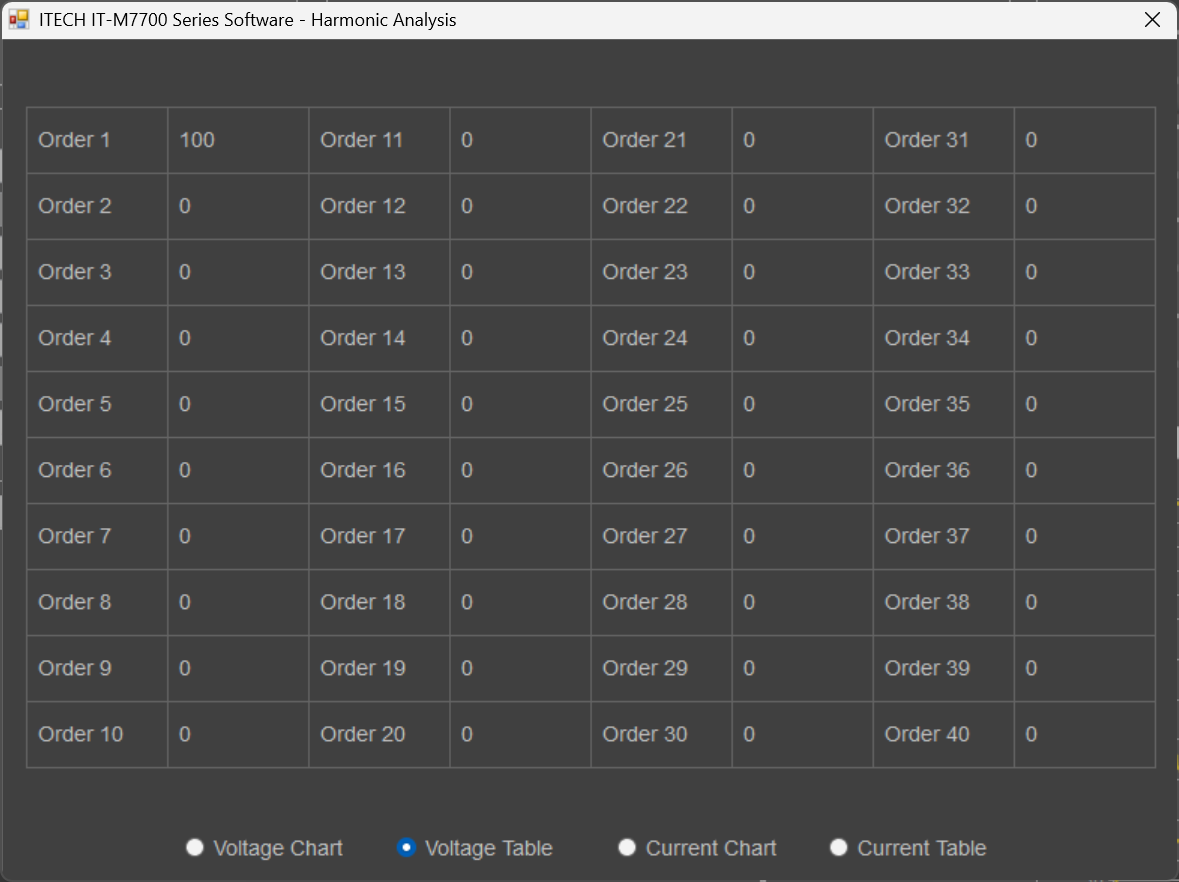 ITECH IT-M7700 Series Software - Harmonic Analysis
Order 1 100 Order 11 0 Order 21 0 Order 31 0
Order 2 0 Order 12 0 Order 22 0 Order 32 0
Order 3 0 Order 13 0 Order 23 0 Order 33 0
Order 4 0 Order 14 0 Order 24 0 Order 34 0
Order 5 0 Order 15 0 Order 25 0 Order 35 0
Order 6 0 Order 16 0 Order 26 0 Order 36 0
Order 7 0 Order 17 0 Order 27 0 Order 37 0
Order 8 0 Order 18 0 Order 28 0 Order 38 0
Order 9 0 Order 19 0 Order 29 0 Order 39 0
Order 10 0 Order 20 0 Order 30 0 Order 40 0
Voltage Chart Voltage Table Current Chart Current Table